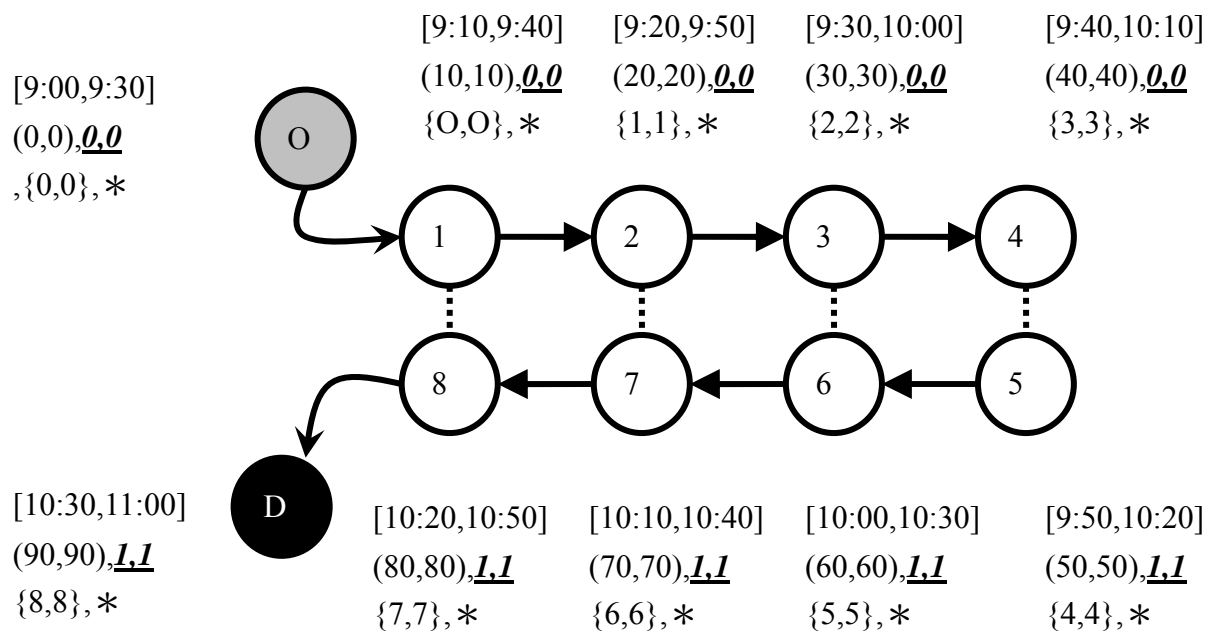 [9:10,9:40] [9:20,9:50] [9:30,10:00] [9:40,10:10]
(10,10),0,0 (20,20),0,0 (30,30),0,0 (40,40),0,0
{O,O},* {1,1},* {2,2},* {3,3},*
[9:00,9:30]
(0,0),0,0
,{0,0},*
O
1 2 3 4
8 7 6 5
D
[10:30,11:00] [10:20,10:50] [10:10,10:40] [10:00,10:30] [9:50,10:20]
(90,90),1,1 (80,80),1,1 (70,70),1,1 (60,60),1,1 (50,50),1,1
{8,8},* {7,7},* {6,6},* {5,5},* {4,4},*